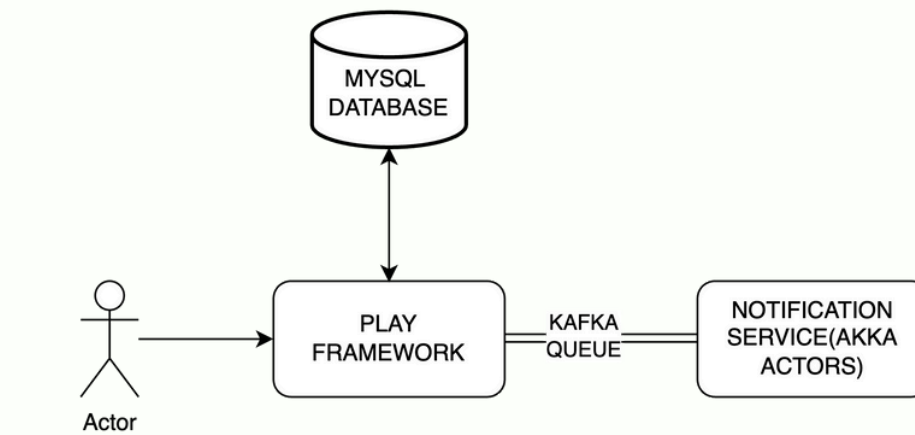 MYSQL
DATABASE
PLAY
FRAMEWORK
KAFKA
QUEUE
NOTIFICATION
SERVICE(AKKA
ACTORS)
Actor